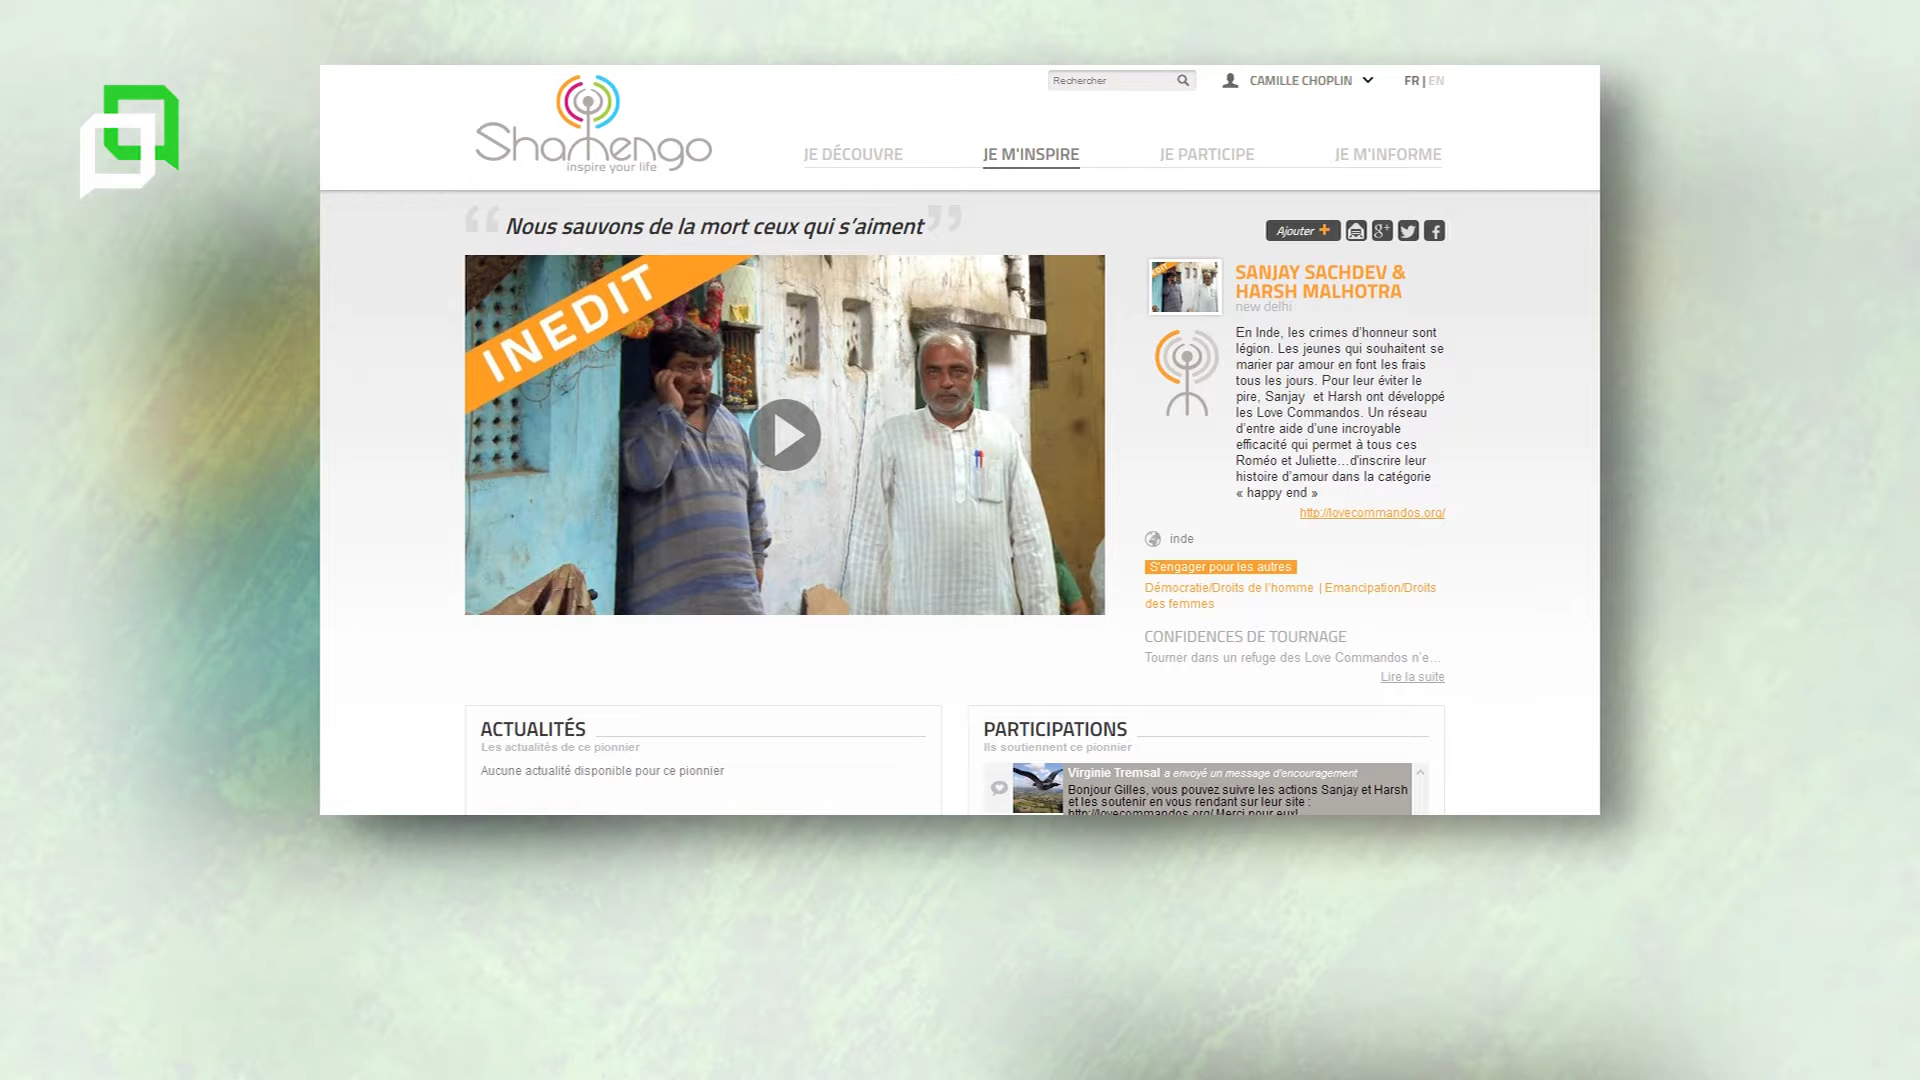 Rechercher
CAMILLE CHOPLIN
FR | EN
Shamengo
inspire your life
JE DÉCOUVRE
JE M'INSPIRE
JE PARTICIPE
JE M'INFORME
“ Nous sauvons de la mort ceux qui s’aiment ”
Ajouter +
INEDIT
SANJAY SACHDEV &
HARSH MALHOTRA
new delhi
En Inde, les crimes d’honneur sont
légion. Les jeunes qui souhaitent se
marier par amour en font les frais
tous les jours. Pour leur éviter le
pire, Sanjay et Harsh ont développé
les Love Commandos. Un réseau
d’entre aide d’une incroyable
efficacité qui permet à tous ces
Roméo et Juliette…d'inscrire leur
histoire d’amour dans la catégorie
« happy end »
http://lovecommandos.org/
inde
S'engager pour les autres
Démocratie/Droits de l’homme | Emancipation/Droits
des femmes
CONFIDENCES DE TOURNAGE
Tourner dans un refuge des Love Commandos n’e...
Lire la suite
ACTUALITÉS
Les actualités de ce pionnier
Aucune actualité disponible pour ce pionnier
PARTICIPATIONS
Ils soutiennent ce pionnier
Virginie Tremsal a envoyé un message d'encouragement
Bonjour Gilles, vous pouvez suivre les actions Sanjay et Harsh
et les soutenir en vous rendant sur leur site :
http://lovecommandos.org/ Merci pour eux!